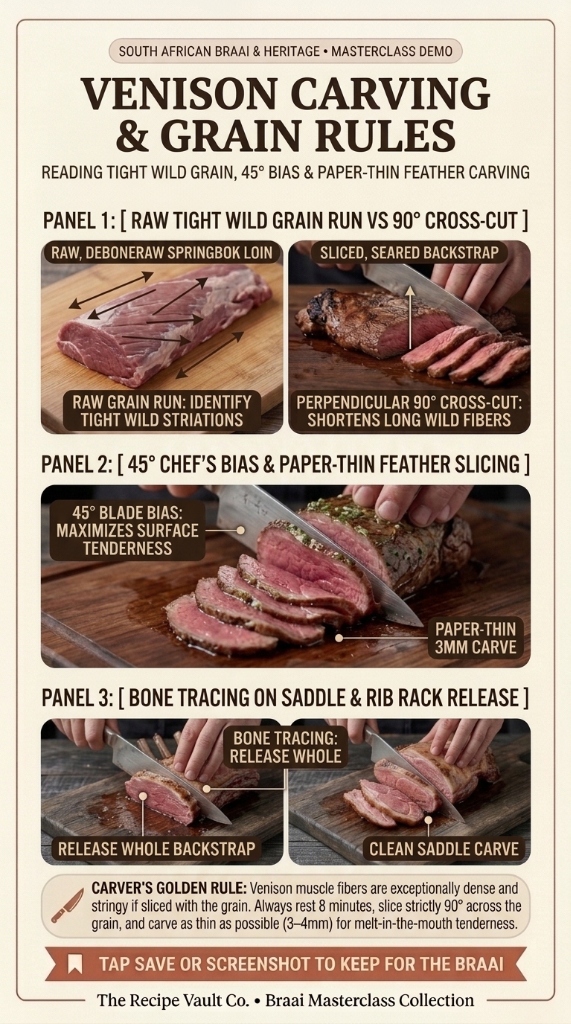 SOUTH AFRICAN BRAAI & HERITAGE • MASTERCLASS DEMO
VENISON CARVING
& GRAIN RULES
READING TIGHT WILD GRAIN, 45° BIAS & PAPER-THIN FEATHER CARVING
PANEL 1: [ RAW TIGHT WILD GRAIN RUN VS 90° CROSS-CUT ]
RAW, DEBONERAW SPRINGBOK LOIN
RAW GRAIN RUN: IDENTIFY
TIGHT WILD STRIATIONS
SLICED, SEARED BACKSTRAP
PERPENDICULAR 90° CROSS-CUT:
SHORTENS LONG WILD FIBERS
PANEL 2: [ 45° CHEF'S BIAS & PAPER-THIN FEATHER SLICING ]
45° BLADE BIAS:
MAXIMIZES SURFACE
TENDERNESS
PAPER-THIN
3MM CARVE
PANEL 3: [ BONE TRACING ON SADDLE & RIB RACK RELEASE ]
BONE TRACING:
RELEASE WHOLE
RELEASE WHOLE BACKSTRAP
CLEAN SADDLE CARVE
CARVER'S GOLDEN RULE: Venison muscle fibers are exceptionally dense and
stringy if sliced with the grain. Always rest 8 minutes, slice strictly 90° across the
grain, and carve as thin as possible (3–4mm) for melt-in-the-mouth tenderness.
TAP SAVE OR SCREENSHOT TO KEEP FOR THE BRAAI
The Recipe Vault Co. • Braai Masterclass Collection